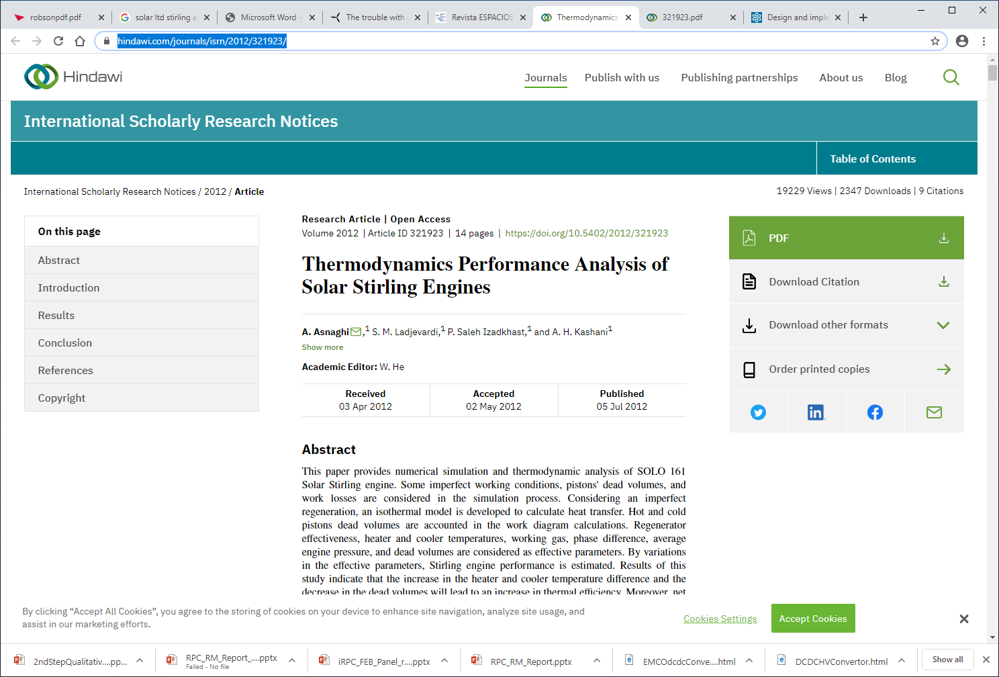 robsonpdf.pdf
solar ltd stirling a
Microsoft Word -
The trouble with
Revista ESPACIOS
Thermodynamics
321923.pdf
Design and imple
hindawi.com/journals/isrn/2012/321923/
Hindawi
Journals
Publish with us
Publishing partnerships
About us
Blog
International Scholarly Research Notices
Table of Contents
International Scholarly Research Notices / 2012 / Article
19229 Views | 2347 Downloads | 9 Citations
On this page
Abstract
Introduction
Results
Conclusion
References
Copyright
Research Article | Open Access
Volume 2012 | Article ID 321923 | 14 pages | https://doi.org/10.5402/2012/321923
Thermodynamics Performance Analysis of
Solar Stirling Engines
A. Asnaghi,1 S. M. Ladjevardi,1 P. Saleh Izadkhast,1 and A. H. Kashani1
Show more
Academic Editor: W. He
Received
03 Apr 2012
Accepted
02 May 2012
Published
05 Jul 2012
Abstract
This paper provides numerical simulation and thermodynamic analysis of SOLO 161
Solar Stirling engine. Some imperfect working conditions, pistons' dead volumes, and
work losses are considered in the simulation process. Considering an imperfect
regeneration, an isothermal model is developed to calculate heat transfer. Hot and cold
pistons dead volumes are accounted in the work diagram calculations. Regenerator
effectiveness, heater and cooler temperatures, working gas, phase difference, average
engine pressure, and dead volumes are considered as effective parameters. By variations
in the effective parameters, Stirling engine performance is estimated. Results of this
study indicate that the increase in the heater and cooler temperature difference and the
decrease in the dead volumes will lead to an increase in thermal efficiency. Moreover, net
PDF
Download Citation
Download other formats
Order printed copies
in
By clicking “Accept All Cookies”, you agree to the storing of cookies on your device to enhance site navigation, analyze site usage, and
assist in our marketing efforts.
Cookies Settings
Accept Cookies
2ndStepQualitativ....pp...
RPC_RM_Report_....pptx
Failed - No file
iRPC_FEB_Panel_r....pptx
RPC_RM_Report.pptx
EMCOdcdcConve....html
DCDCHVConvertor.html
Show all